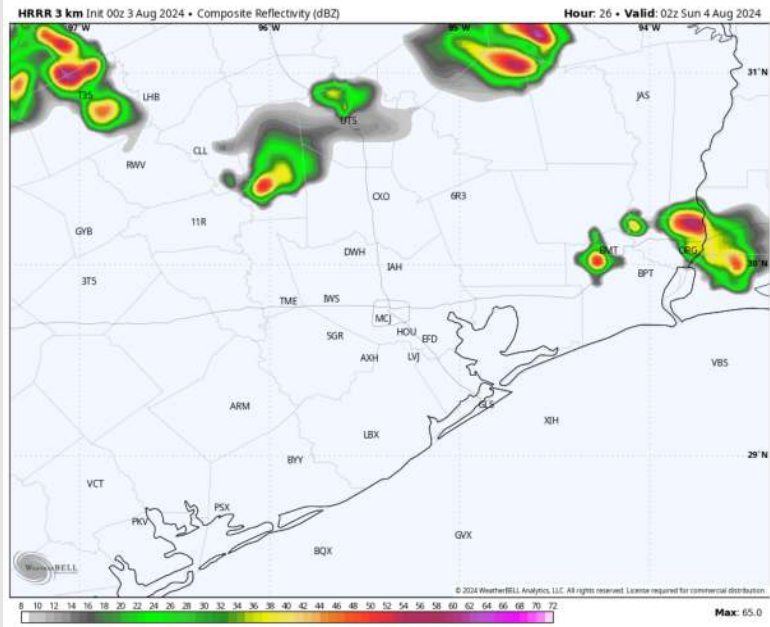 HRRR 3 km Init 00z 3 Aug 2024 • Composite Reflectivity (dBZ) Hour: 26 • Valid: 02z Sun 4 Aug 2024
97°W 96°W 95°W 94°W
31°N
T35 LHB JAS
UTS
CLL
RWV
CXO 6R3
11R
GYB
DWH BMT ORG
IAH BPT 30°N
3T5
TME IWS
MCJ
SGR HOU EFD
AXH LVJ VBS
ARM GLS
XIH
LBX
BYY 29°N
VCT
PSX
PKV
GVX
BQX
WeatherBELL
© 2024 WeatherBELL Analytics, LLC. All rights reserved. License required for commercial distribution.
8 10 12 14 16 18 20 22 24 26 28 30 32 34 36 38 40 42 44 46 48 50 52 54 56 58 60 62 64 66 68 70 72 Max: 65.0